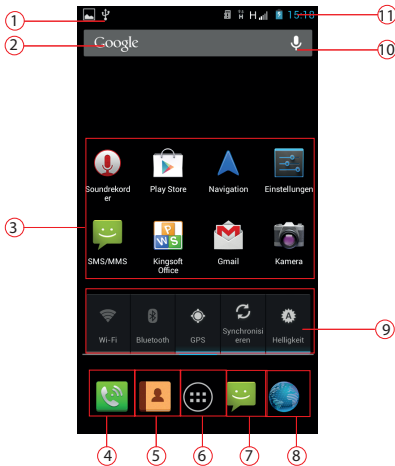 1
H 15:18 11
2 Google 10
Soundrekord
er
Play Store
Navigation
Einstellungen
3
P
W S
SMS/MMS
Kingsoft
Office
Gmail
Kamera
9
Wi-Fi
Bluetooth
GPS
Synchronisi
eren
Helligkeit
4 5 6 7 8